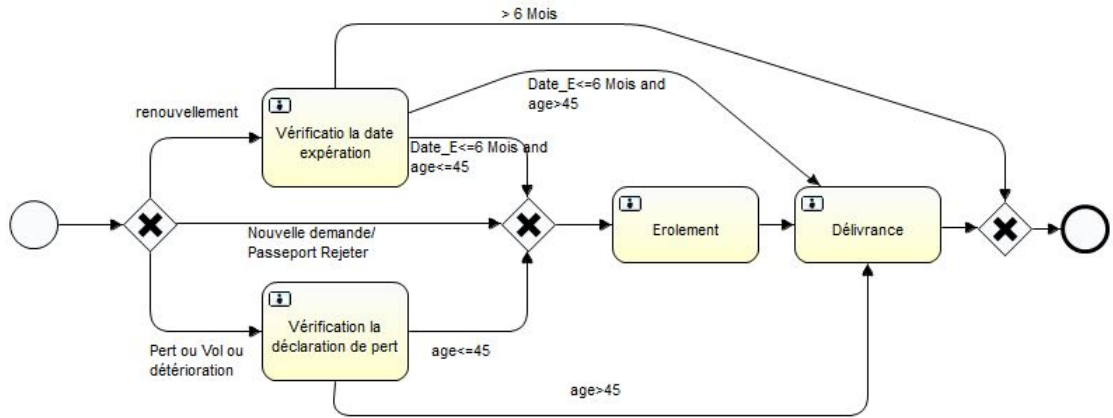 > 6 Mois
Date_E<=6 Mois and
age>45
renouvellement
Vérificatio la date
expération
Date_E<=6 Mois and
age<=45
Nouvelle demande/
Passeport Rejeter
Erolement
Délivrance
Vérification la
déclaration de pert
Pert ou Vol ou
détérioration
age<=45
age>45